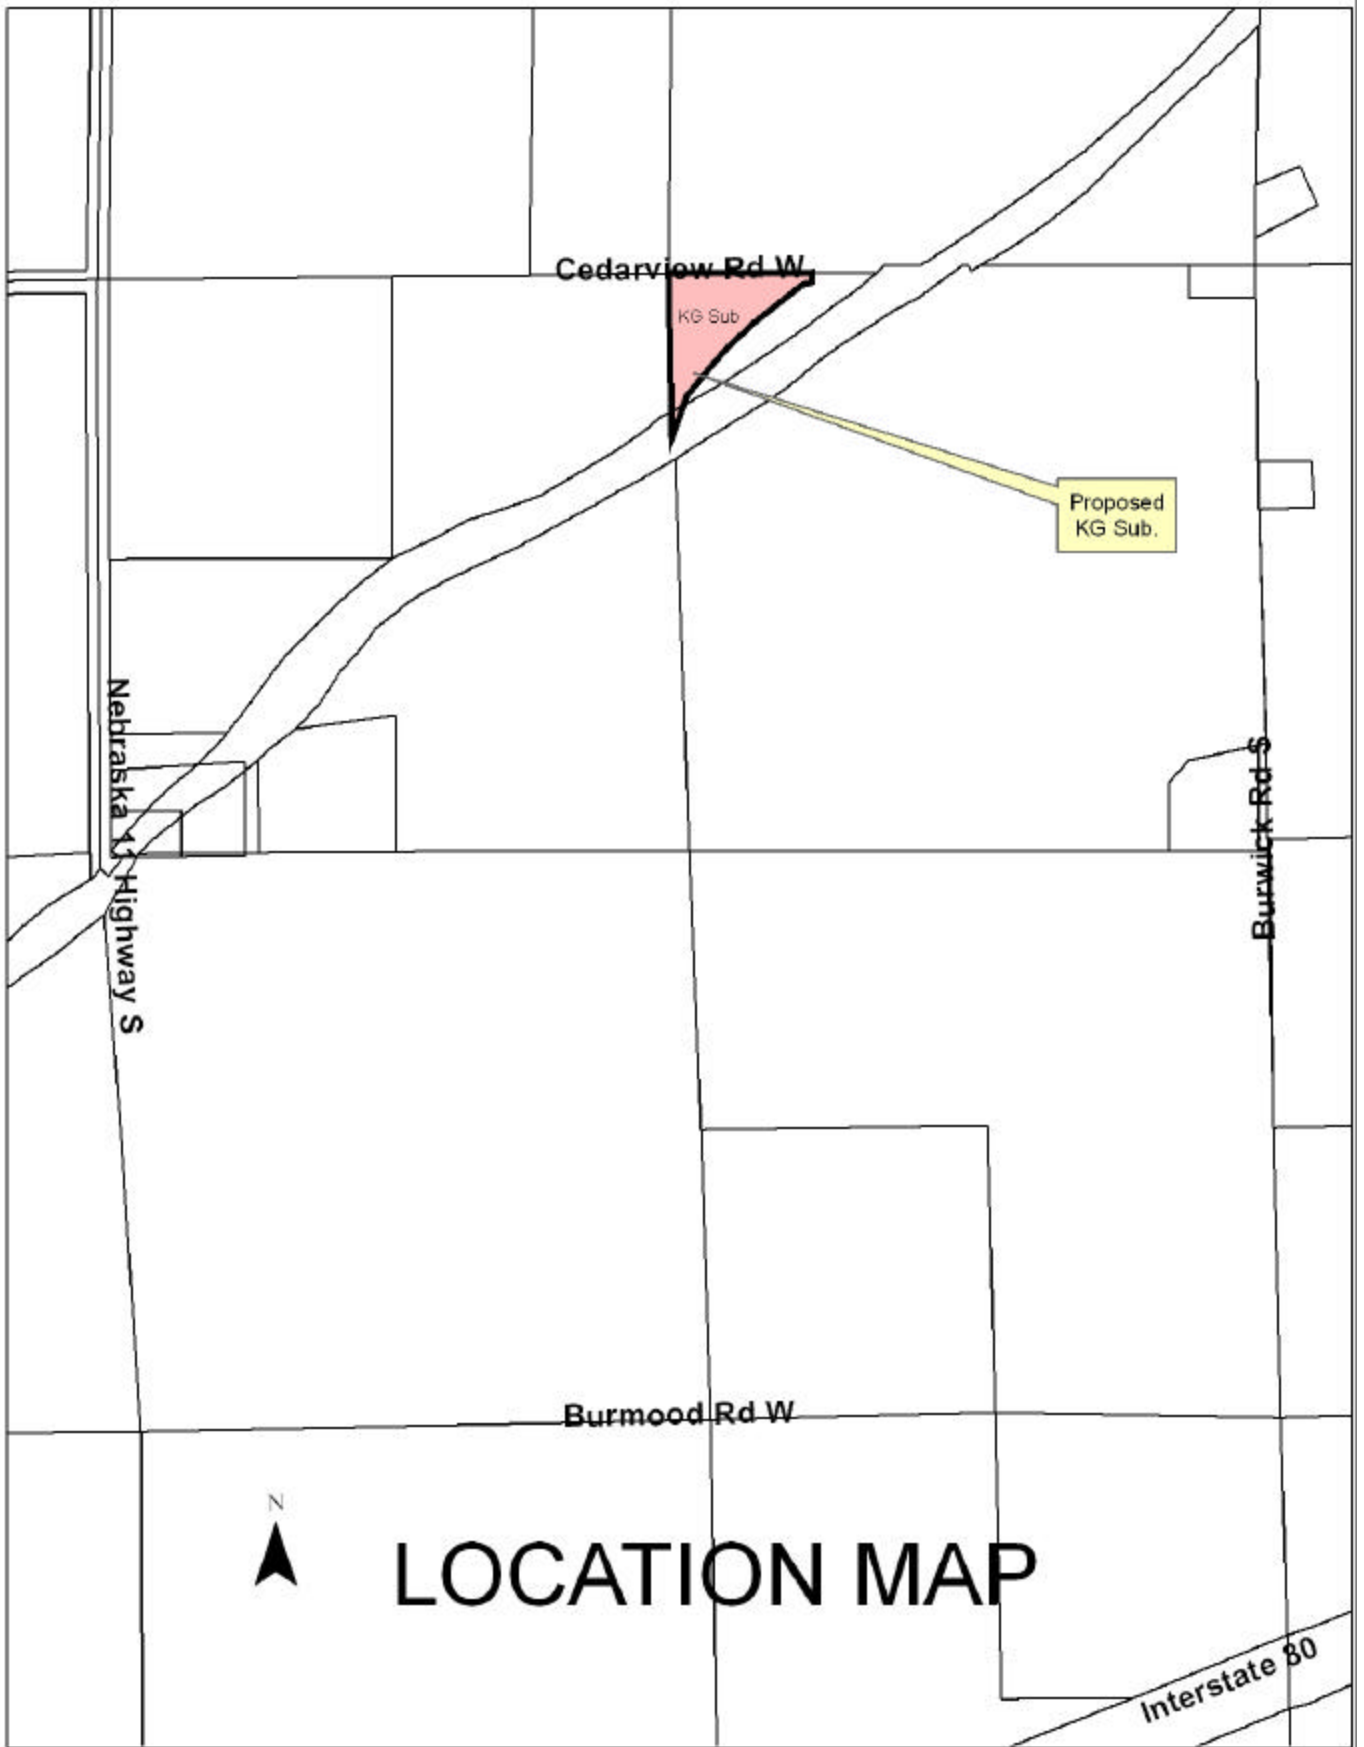 Cedarview Rd W
KG Sub
Proposed
KG Sub.
Nebraska 11 Highway S
Burwick Rd S
Burmood Rd W
N
LOCATION MAP
Interstate 80